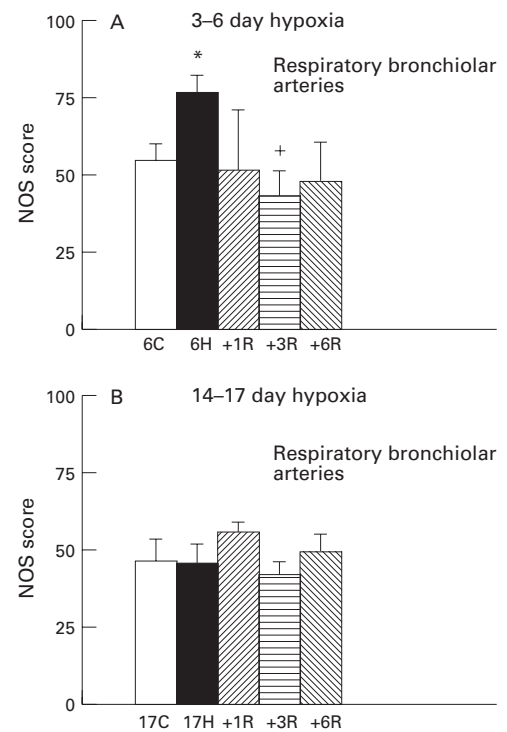 A
3–6 day hypoxia
Respiratory bronchiolar
arteries
*
+
NOS score
100
75
50
25
0
6C 6H +1R +3R +6R
B
14–17 day hypoxia
Respiratory bronchiolar
arteries
NOS score
100
75
50
25
0
17C 17H +1R +3R +6R